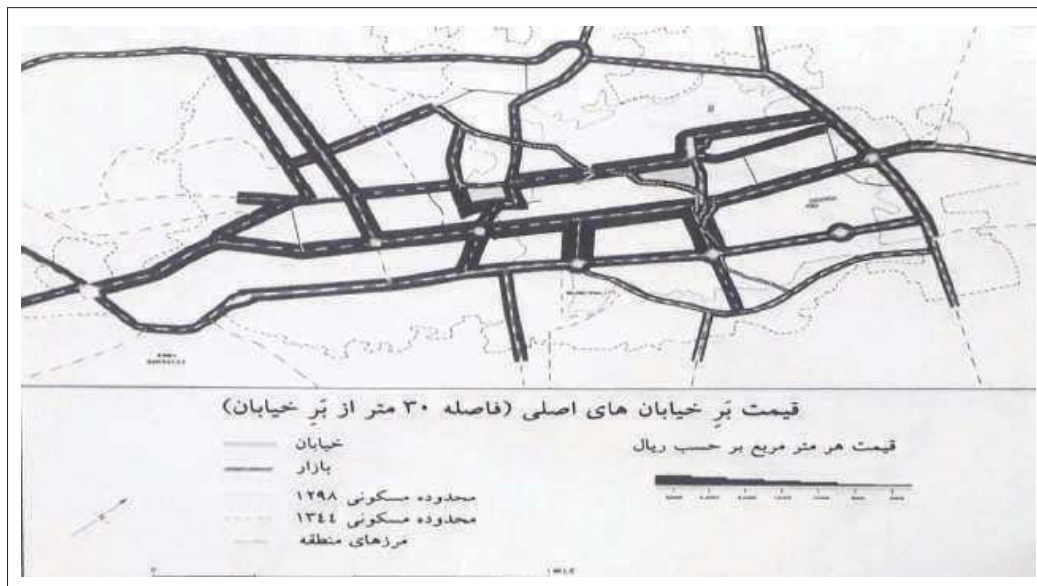 قیمت بَرِ خیابان های اصلی (فاصله ۳۰ متر از بَرِ خیابان)
قیمت هر متر مربع بر حسب ریال
خیابان
بازار
محدوده مسکونی ۱۲۹۸
محدوده مسکونی ۱۳٤٤
مرزهای منطقه